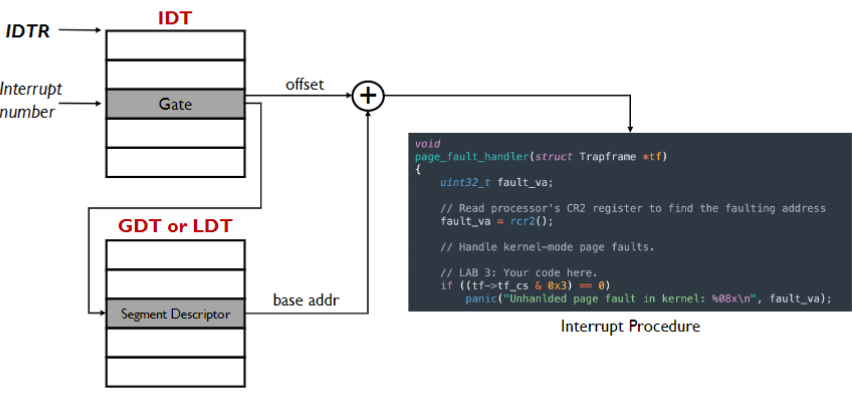 IDT
IDTR
Interrupt
number
Gate
offset
+
GDT or LDT
Segment Descriptor
base addr
void
page_fault_handler(struct Trapframe *tf)
{
    uint32_t fault_va;
    // Read processor's CR2 register to find the faulting address
    fault_va = rcr2();
    // Handle kernel-mode page faults.
    // LAB 3: Your code here.
    if ((tf->tf_cs & 0x3) == 0)
        panic("Unhanlded page fault in kernel: %08x\n", fault_va);
Interrupt Procedure